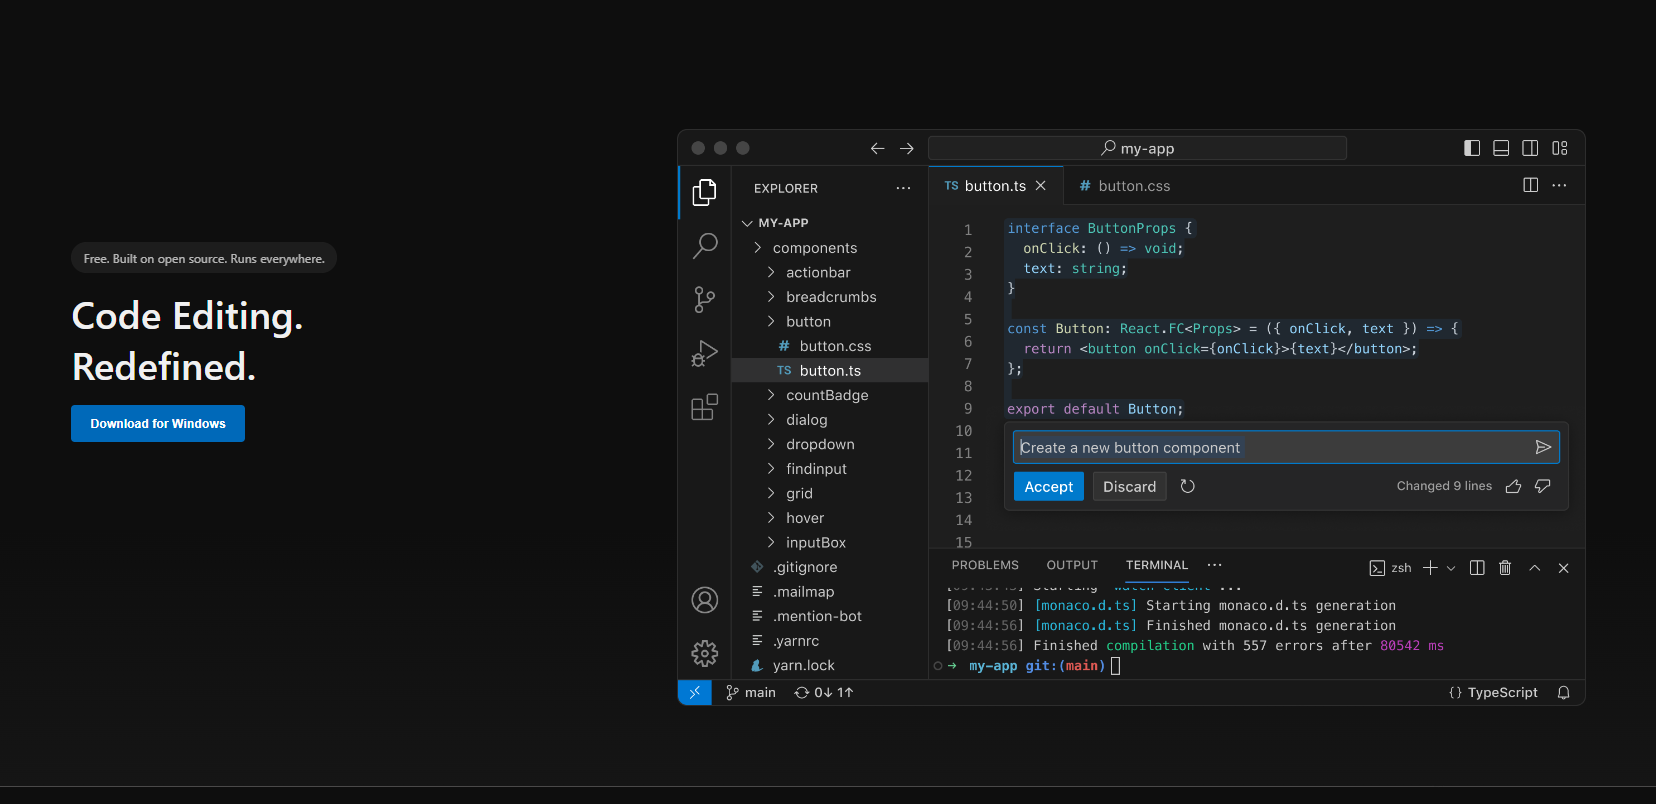 Free. Built on open source. Runs everywhere.
Code Editing.
Redefined.
Download for Windows
my-app
EXPLORER
MY-APP
components
actionbar
breadcrumbs
button
# button.css
TS button.ts
countBadge
dialog
dropdown
findinput
grid
hover
inputBox
.gitignore
.mailmap
.mention-bot
.yarnrc
yarn.lock
TS button.ts
# button.css
1 interface ButtonProps {
2 onClick: () => void;
3 text: string;
4 }
5
6 const Button: React.FC<Props> = ({ onClick, text }) => {
7 return <button onClick={onClick}>{text}</button>;
8 };
9 export default Button;
10
11
12
13
14
15
Create a new button component
Accept Discard
Changed 9 lines
PROBLEMS OUTPUT TERMINAL ...
zsh
[09:44:50] [monaco.d.ts] Starting monaco.d.ts generation
[09:44:56] [monaco.d.ts] Finished monaco.d.ts generation
[09:44:56] Finished compilation with 557 errors after 80542 ms
→ my-app git:(main)
main 0↓ 1↑
{} TypeScript